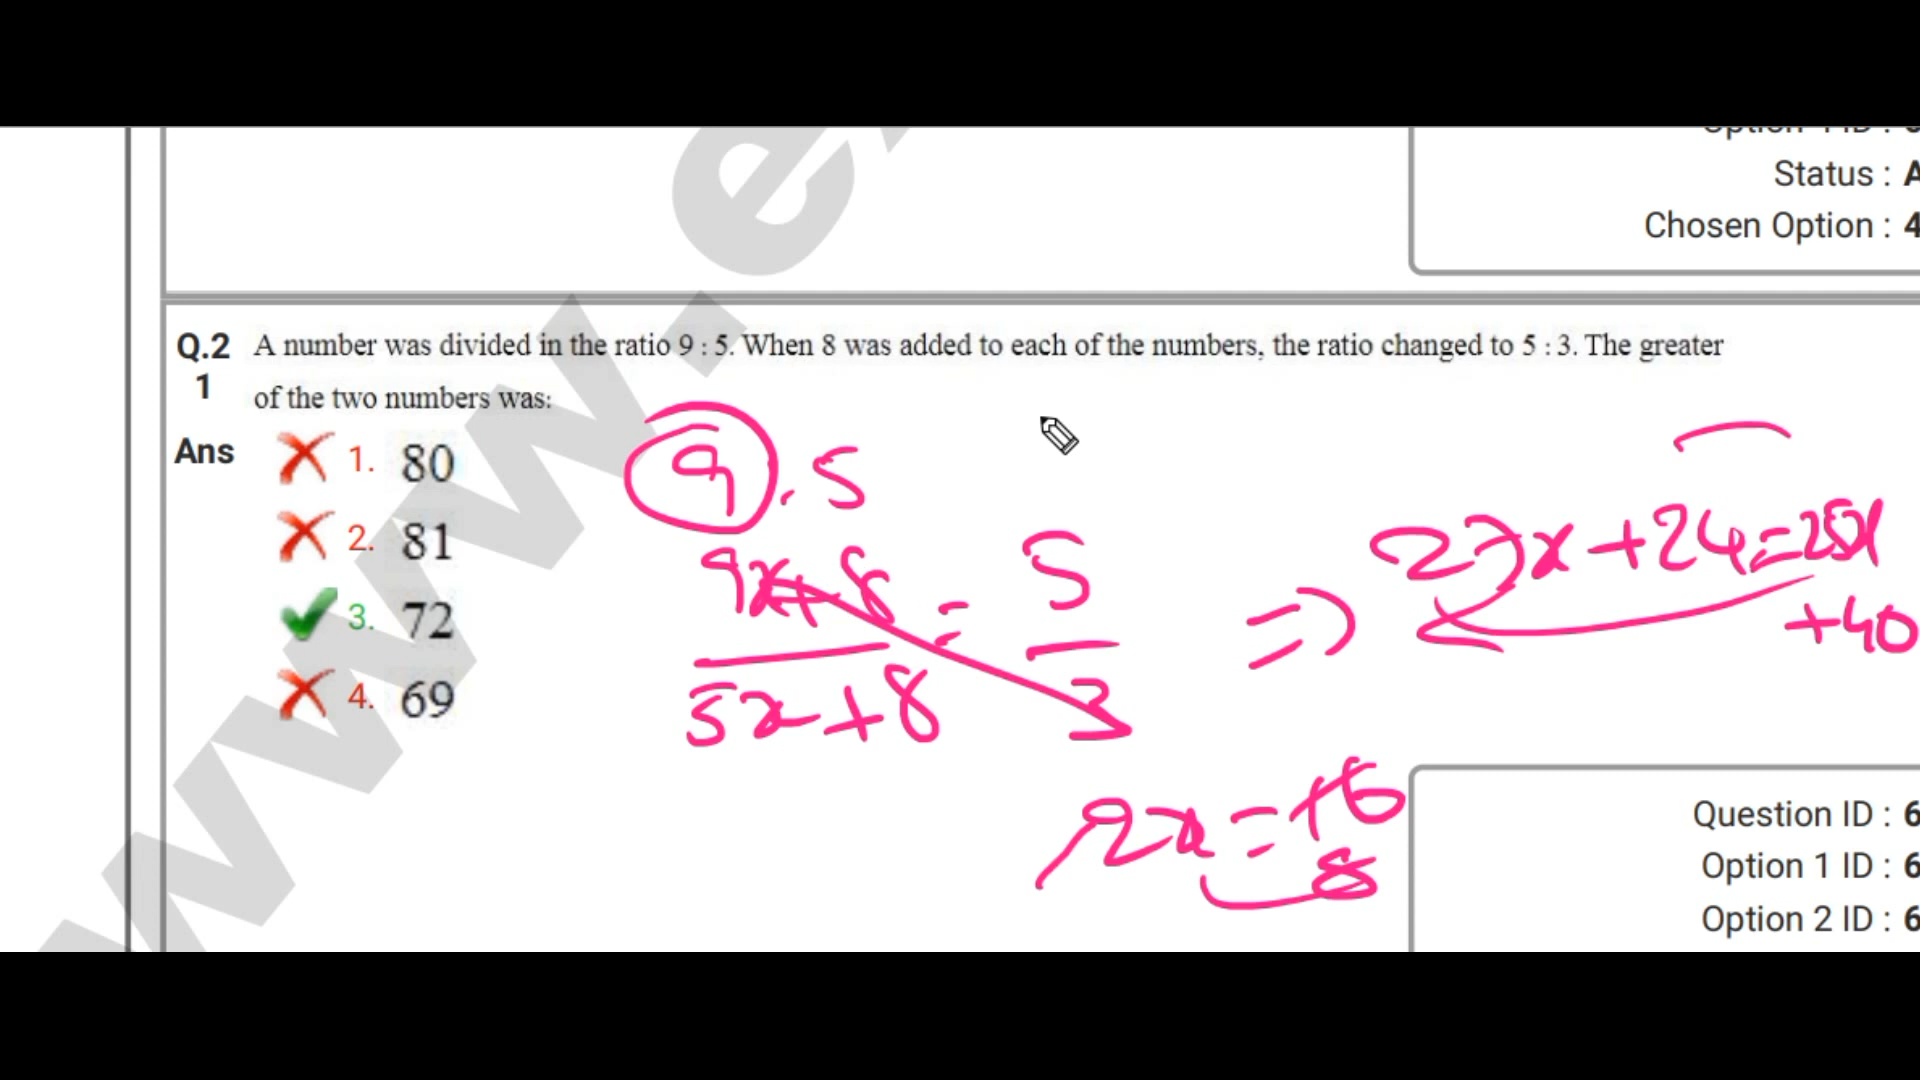 Status : A
Chosen Option : 4
Q.2 A number was divided in the ratio 9 : 5. When 8 was added to each of the numbers, the ratio changed to 5 : 3. The greater
1 of the two numbers was:
Ans 1. 80
2. 81
3. 72
4. 69
9 : 5
9x+8 = 5
5x+8 3
=> 27x+24=25x
+40
2x=16
8
Question ID : 6
Option 1 ID : 6
Option 2 ID : 6
www.e